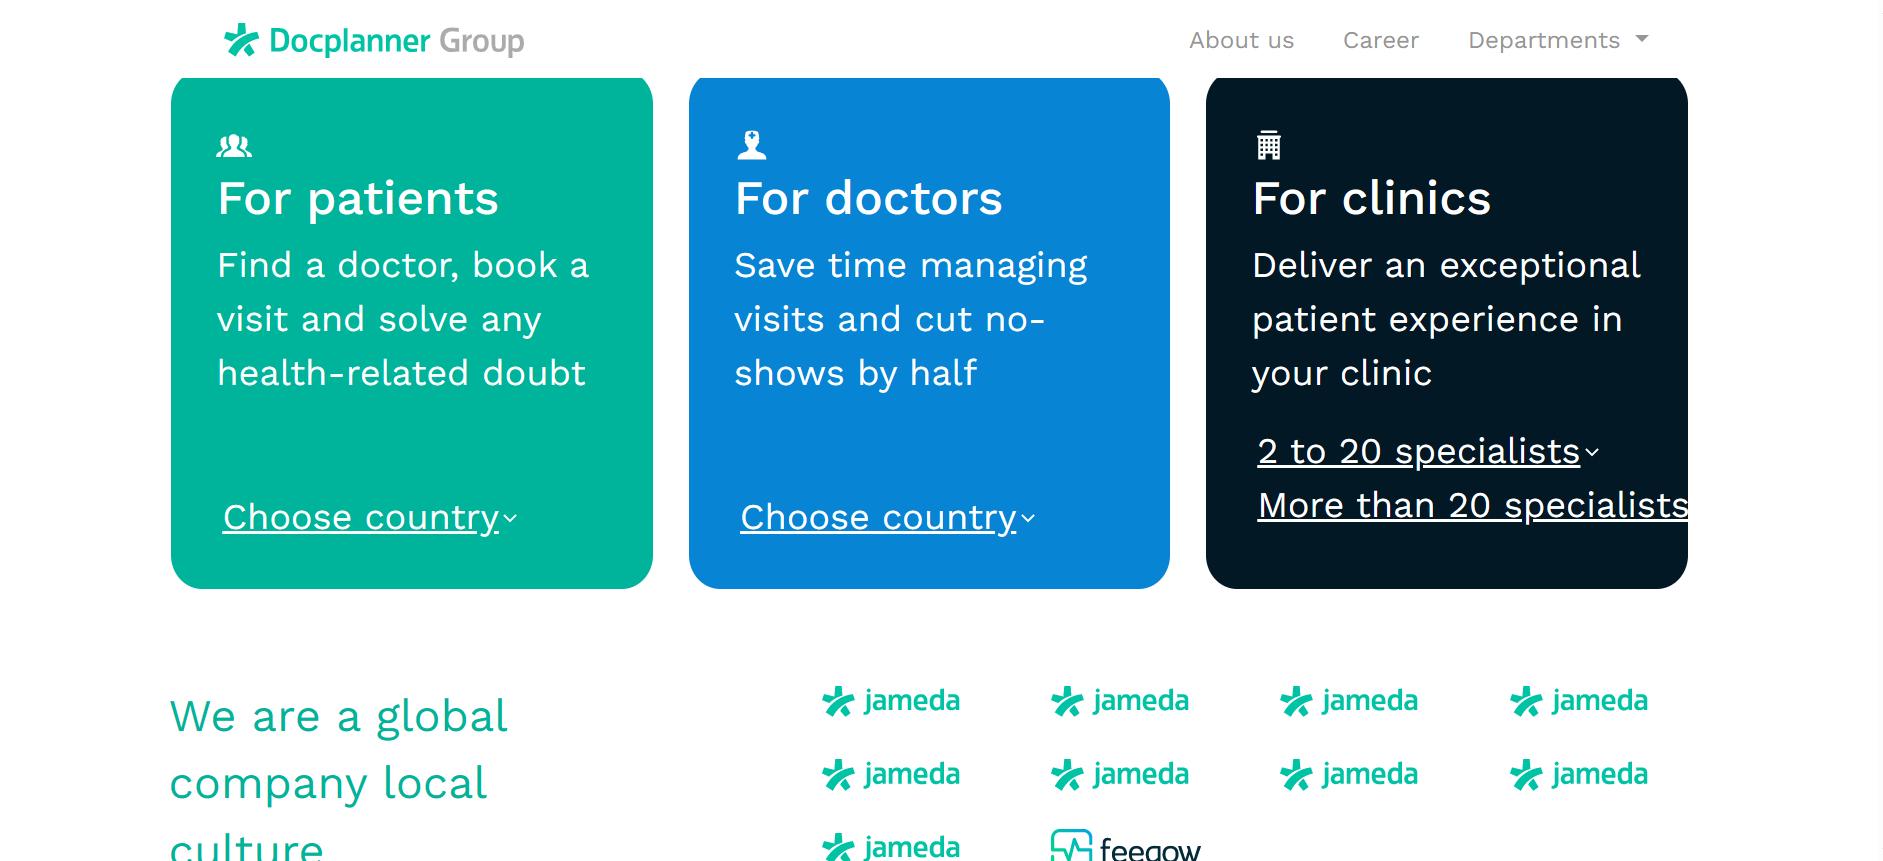 Docplanner Group
About us
Career
Departments
For patients
Find a doctor, book a
visit and solve any
health-related doubt
Choose country
For doctors
Save time managing
visits and cut no-
shows by half
Choose country
For clinics
Deliver an exceptional
patient experience in
your clinic
2 to 20 specialists
More than 20 specialists
We are a global
company local
culture
jameda
jameda
jameda
jameda
jameda
jameda
jameda
jameda
jameda
feegow